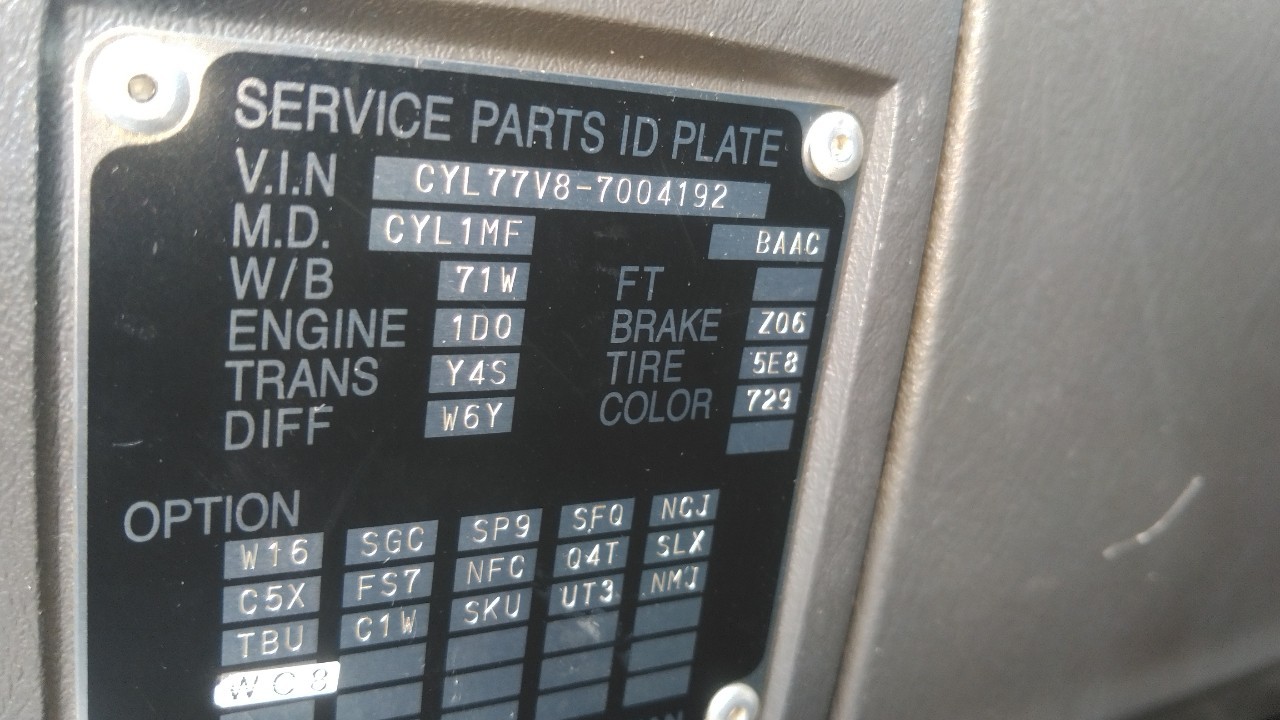 SERVICE PARTS ID PLATE
V.I.N CYL77V8-7004192
M.D. CYL1MF BAAC
W/B 71W FT
ENGINE 1D0 BRAKE Z06
TRANS Y4S TIRE 5E8
DIFF W6Y COLOR 729
OPTION
W16 SGC SP9 SFQ NCJ
C5X FS7 NFC Q4T SLX
TBU C1W SKU UT3 NMJ
WC8